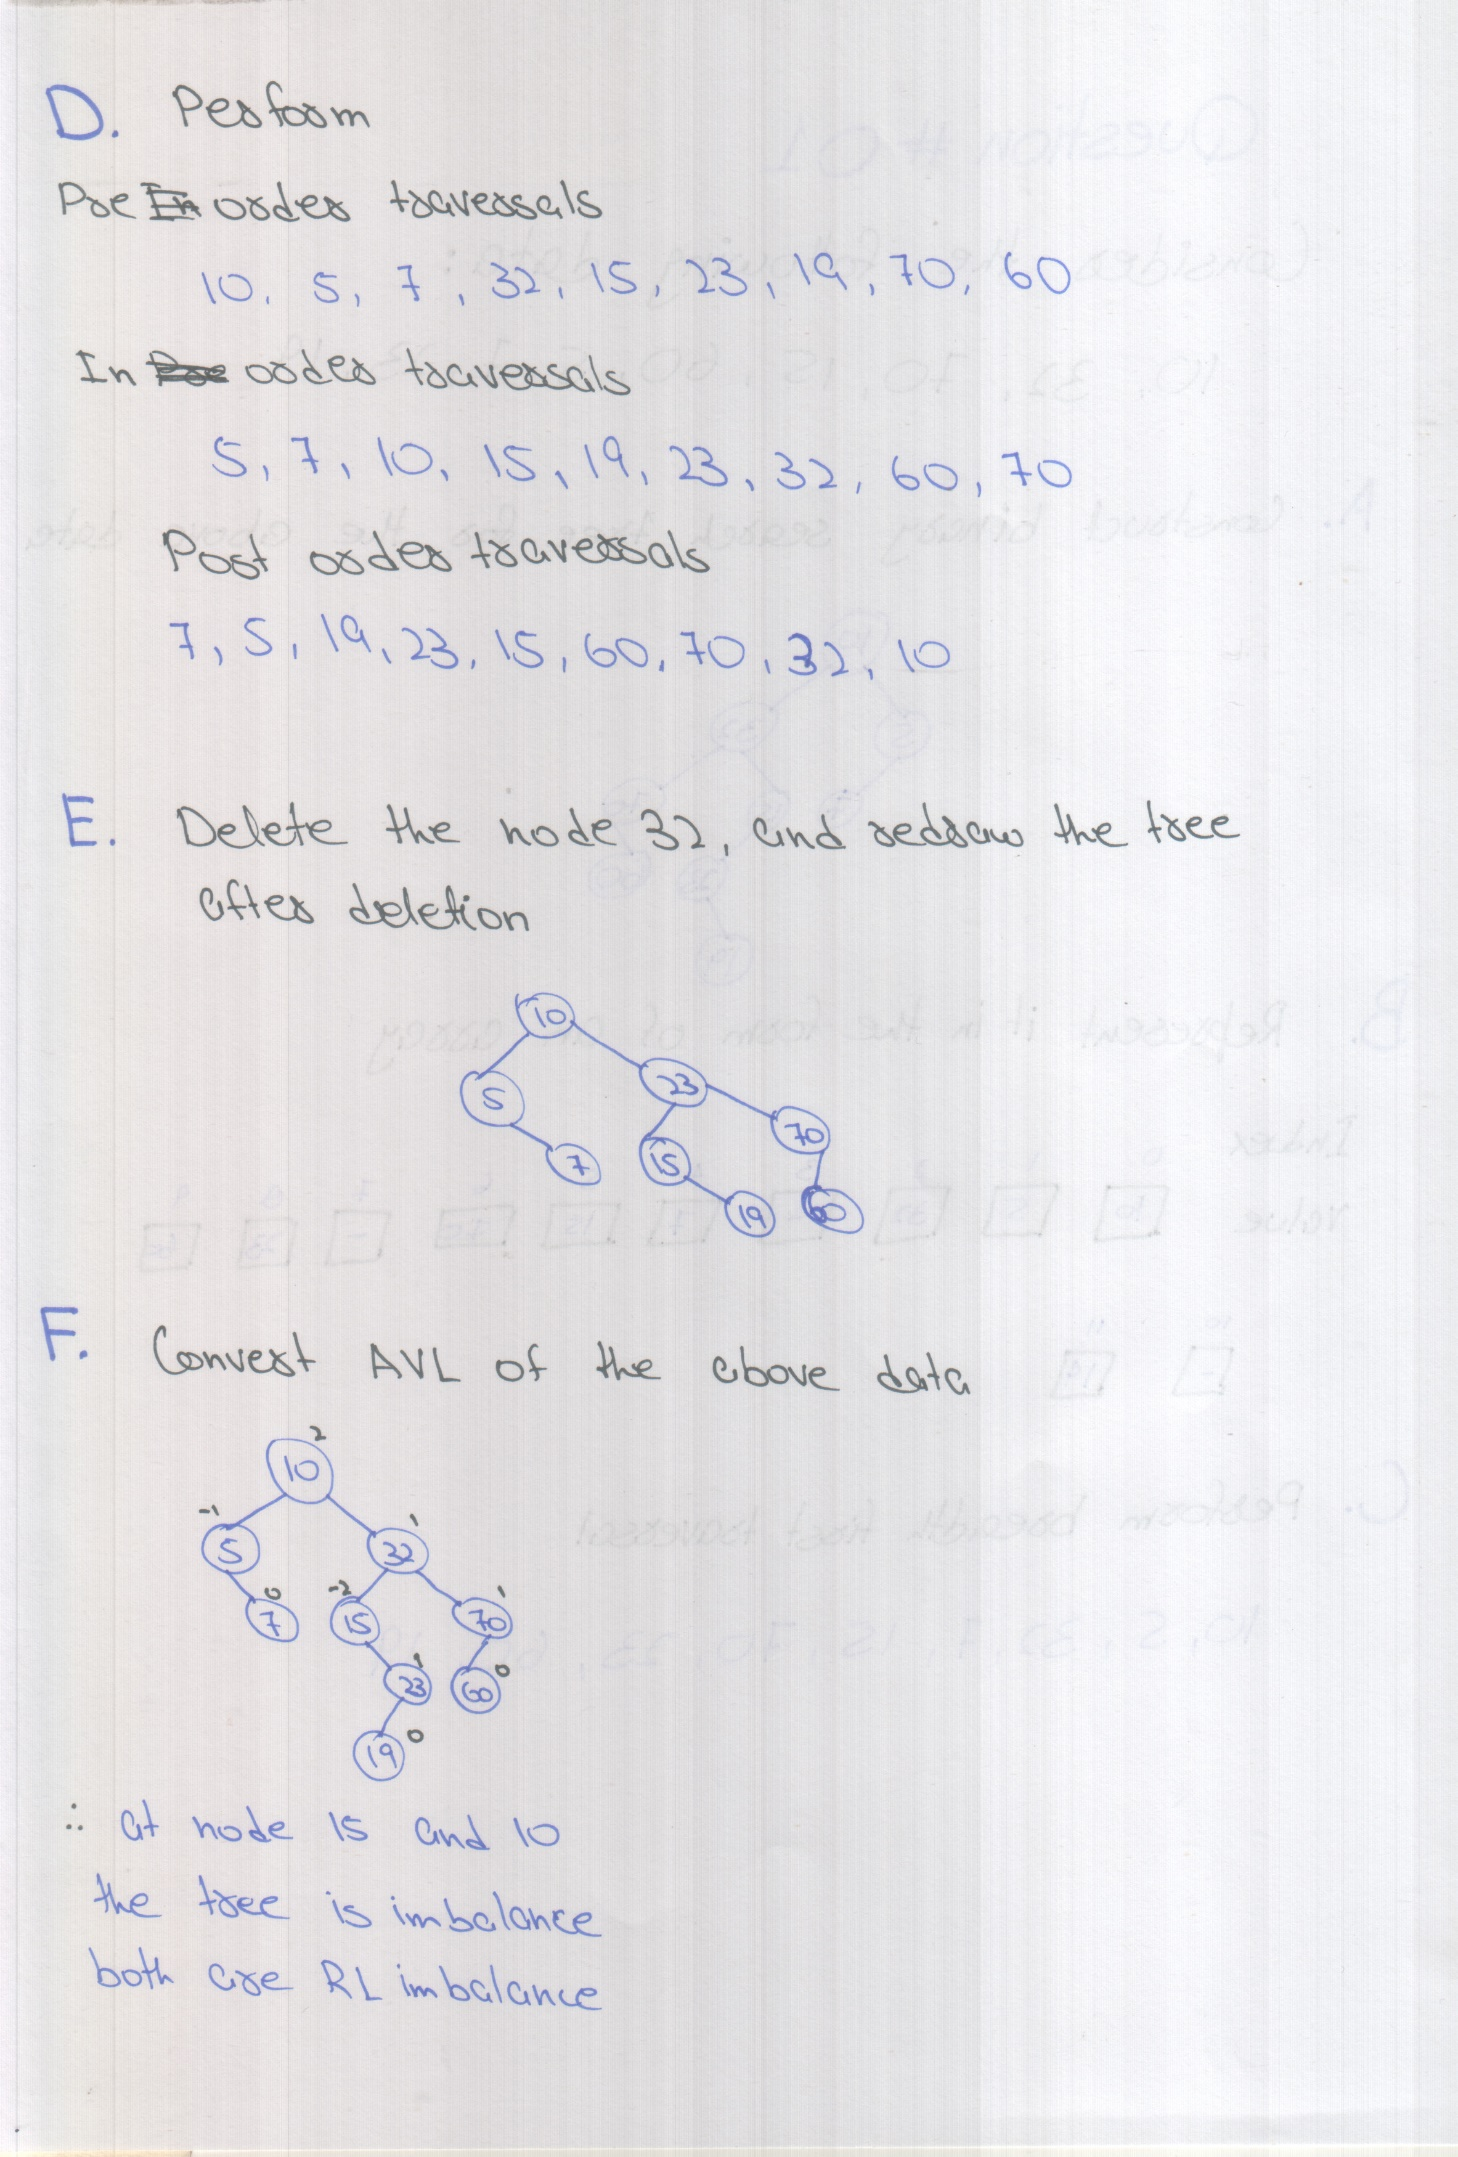 D. Perform
Pre In order traversals
10, 5, 7, 32, 15, 23, 19, 70, 60
In Pre order traversals
5, 7, 10, 15, 19, 23, 32, 60, 70
Post order traversals
7, 5, 19, 23, 15, 60, 70, 32, 10
E. Delete the node 32, and redraw the tree
after deletion
10
5 23
7 15 70
19 60
F. Convert AVL of the above data
2
10
-1 1
5 32
0 -2 1
7 15 70
1 0
23 60
0
19
∴ at node 15 and 10
the tree is imbalance
both are RL imbalance